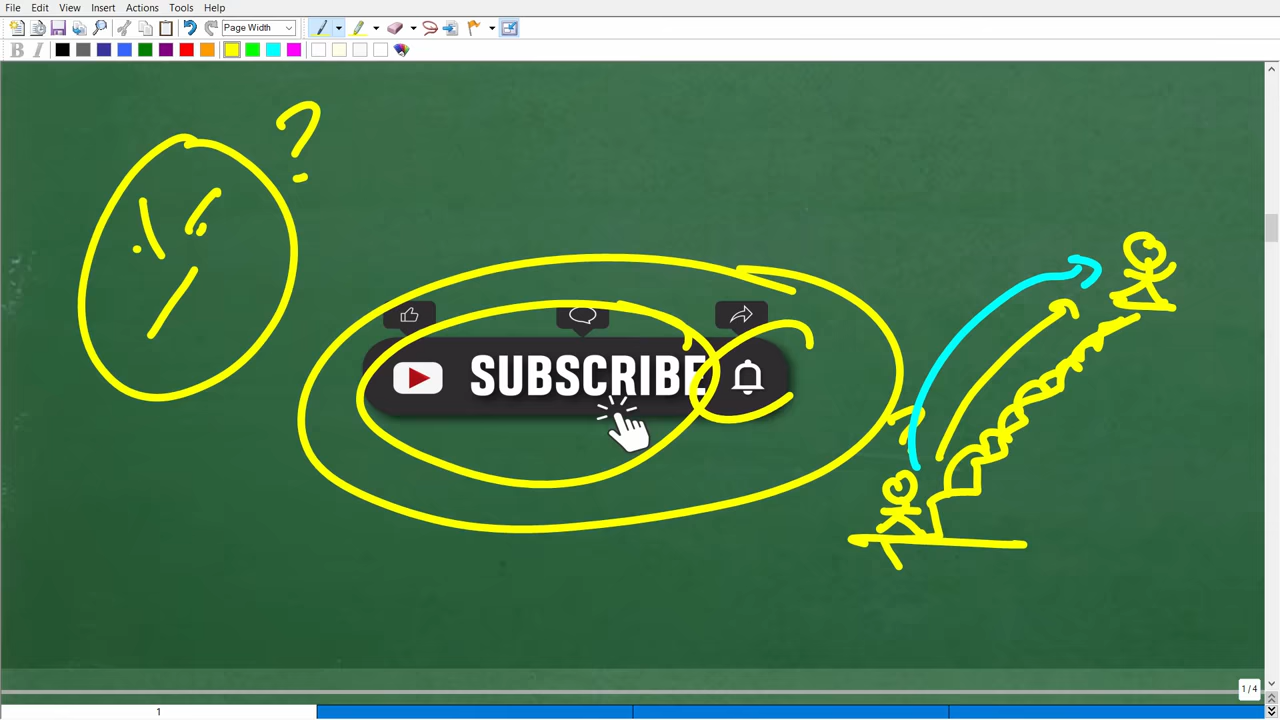 File Edit View Insert Actions Tools Help
Page Width
B I
?
SUBSCRIBE
1/4
1